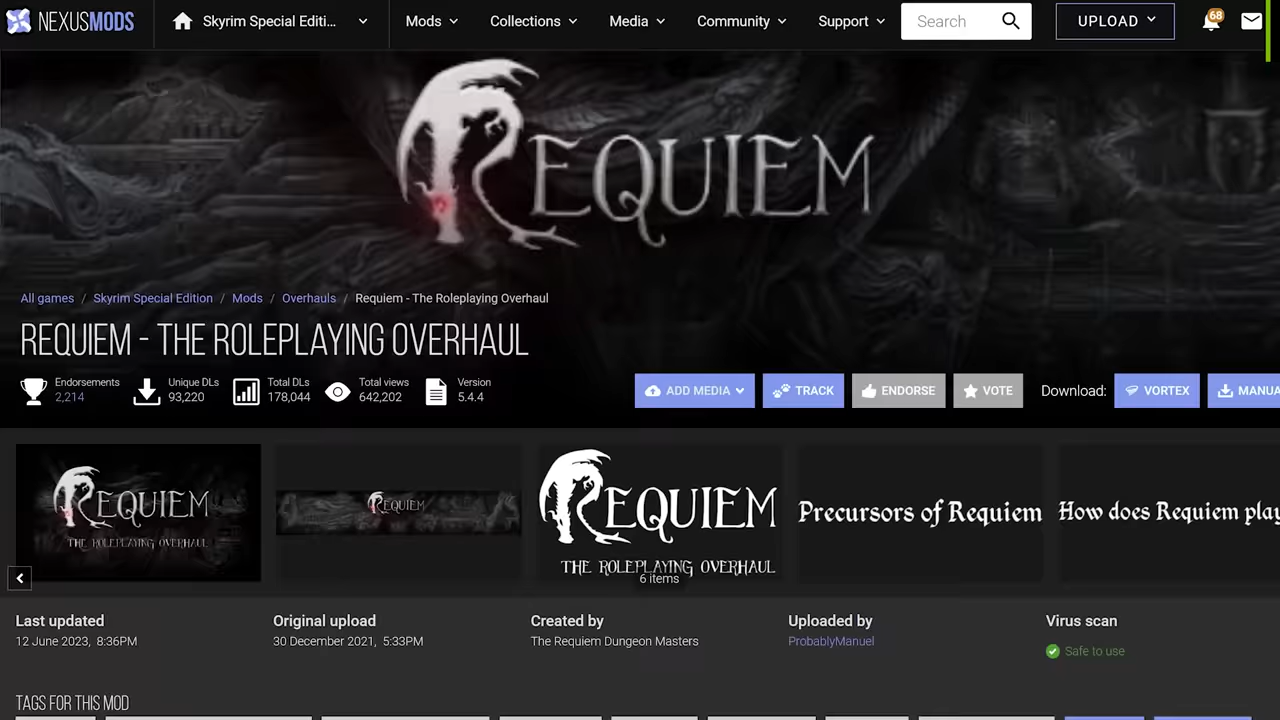 NEXUSMODS
Skyrim Special Editi...
Mods
Collections
Media
Community
Support
Search
UPLOAD
68
REQUIEM
All games / Skyrim Special Edition / Mods / Overhauls / Requiem - The Roleplaying Overhaul
REQUIEM - THE ROLEPLAYING OVERHAUL
Endorsements
2,214
Unique DLs
93,220
Total DLs
178,044
Total views
642,202
Version
5.4.4
ADD MEDIA
TRACK
ENDORSE
VOTE
Download:
VORTEX
MANUA
REQUIEM
THE ROLEPLAYING OVERHAUL
REQUIEM
REQUIEM
THE ROLEPLAYING OVERHAUL
Precursors of Requiem
How does Requiem play
6 items
Last updated
12 June 2023, 8:36PM
Original upload
30 December 2021, 5:33PM
Created by
The Requiem Dungeon Masters
Uploaded by
ProbablyManuel
Virus scan
Safe to use
TAGS FOR THIS MOD